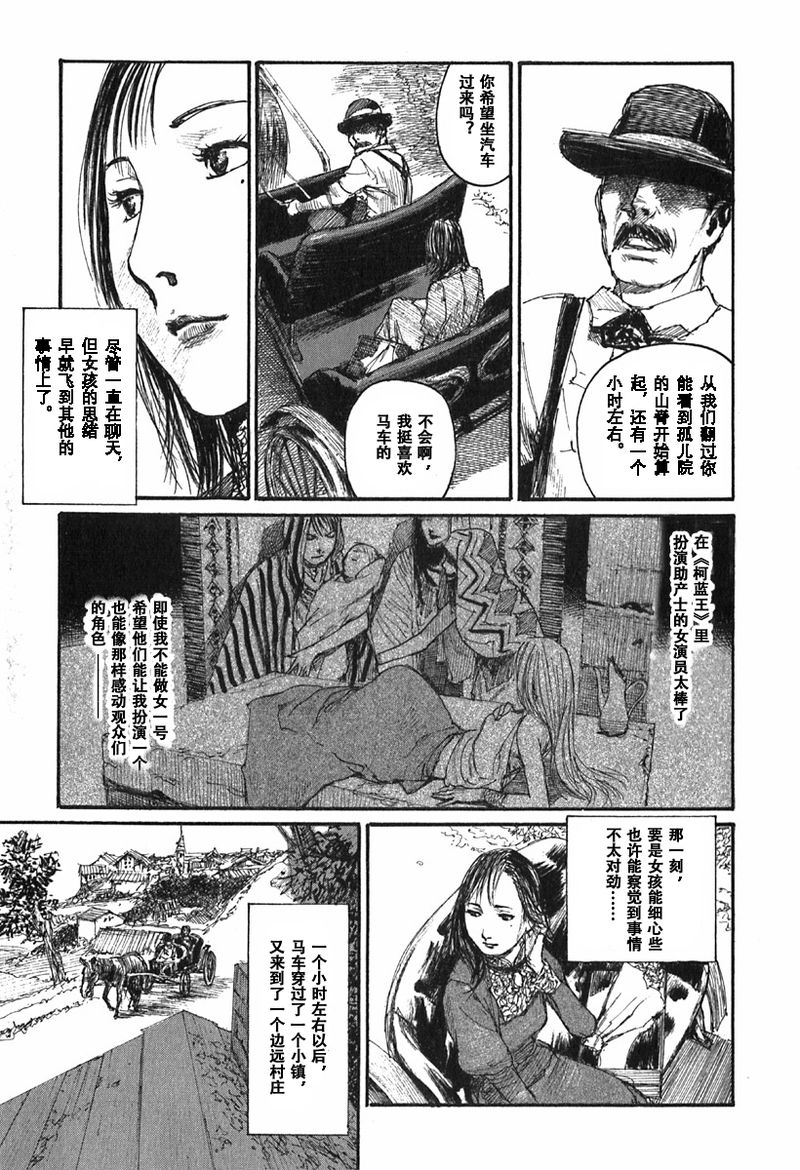 从我们翻过你
能看到孤儿院
的山脊开始算
起，还有一个
小时左右。
你希望坐汽车
过来吗？
不会啊，
我挺喜欢
马车的
尽管一直在聊天，
但女孩的思绪
早就飞到其他的
事情上了。
在《柯蓝王》里
扮演助产士的女演员太棒了
即使我不能做女一号
希望他们能让我扮演一个
也能像那样感动观众们
的角色——
那一刻，
要是女孩能细心些
也许能察觉到事情
不太对劲……
一个小时左右以后，
马车穿过了一个小镇，
又来到了一个边远村庄